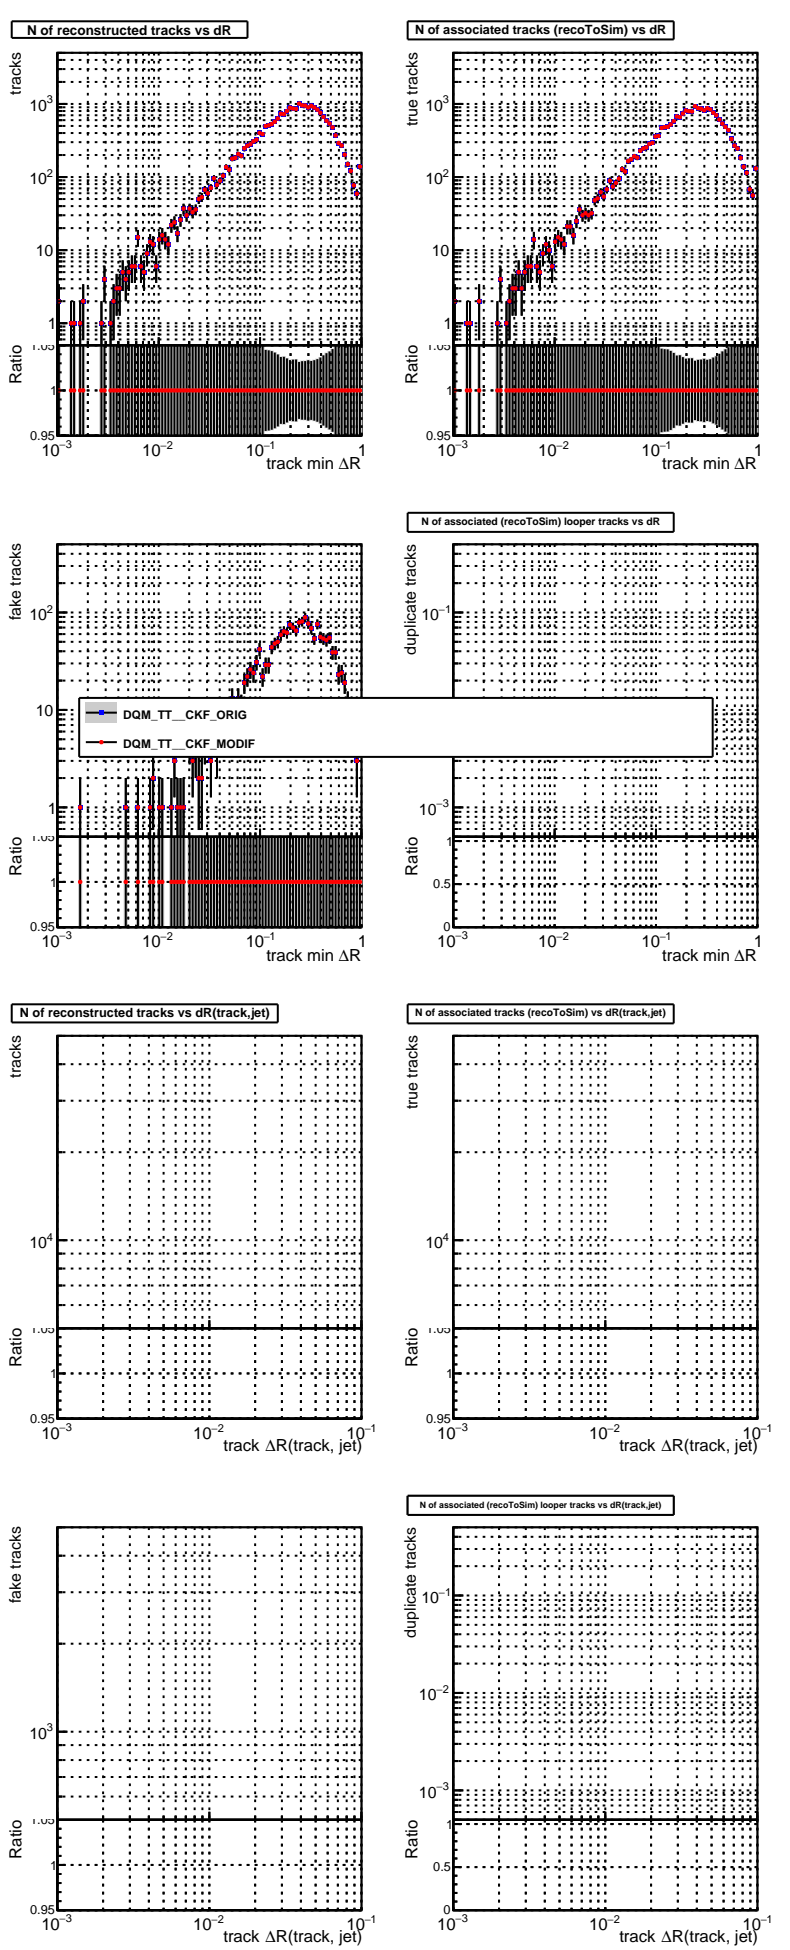 N of reconstructed tracks vs dR
tracks
10³
10²
10
1
Ratio
1.05
1
0.95
10⁻³
10⁻²
10⁻¹
1
track min ΔR
N of associated tracks (recoToSim) vs dR
true tracks
10³
10²
10
1
Ratio
1.05
1
0.95
10⁻³
10⁻²
10⁻¹
1
track min ΔR
fake tracks
10²
10
1
Ratio
1.05
1
0.95
10⁻³
10⁻²
10⁻¹
1
track min ΔR
N of associated (recoToSim) looper tracks vs dR
duplicate tracks
10⁻¹
10⁻³
Ratio
1
0.5
0
10⁻³
10⁻²
10⁻¹
1
track min ΔR
DQM_TT__CKF_ORIG
DQM_TT__CKF_MODIF
N of reconstructed tracks vs dR(track,jet)
tracks
10⁴
Ratio
1.05
1
0.95
10⁻³
10⁻²
10⁻¹
track ΔR(track, jet)
N of associated tracks (recoToSim) vs dR(track,jet)
true tracks
10⁴
Ratio
1.05
1
0.95
10⁻³
10⁻²
10⁻¹
track ΔR(track, jet)
fake tracks
10³
Ratio
1.05
1
0.95
10⁻³
10⁻²
10⁻¹
track ΔR(track, jet)
N of associated (recoToSim) looper tracks vs dR(track,jet)
duplicate tracks
10⁻¹
10⁻²
10⁻³
Ratio
1
0.5
0
10⁻³
10⁻²
10⁻¹
track ΔR(track, jet)